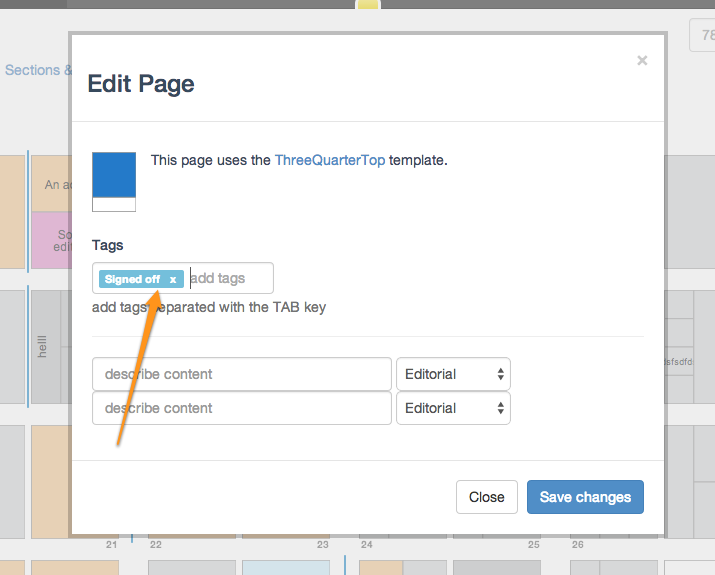 78
Sections &
×
Edit Page
This page uses the ThreeQuarterTop template.
An ad
So
edit
Tags
Signed off x add tags
add tags separated with the TAB key
helll
sfsdfd
describe content Editorial
describe content Editorial
Close Save changes
21 22 23 24 25 26